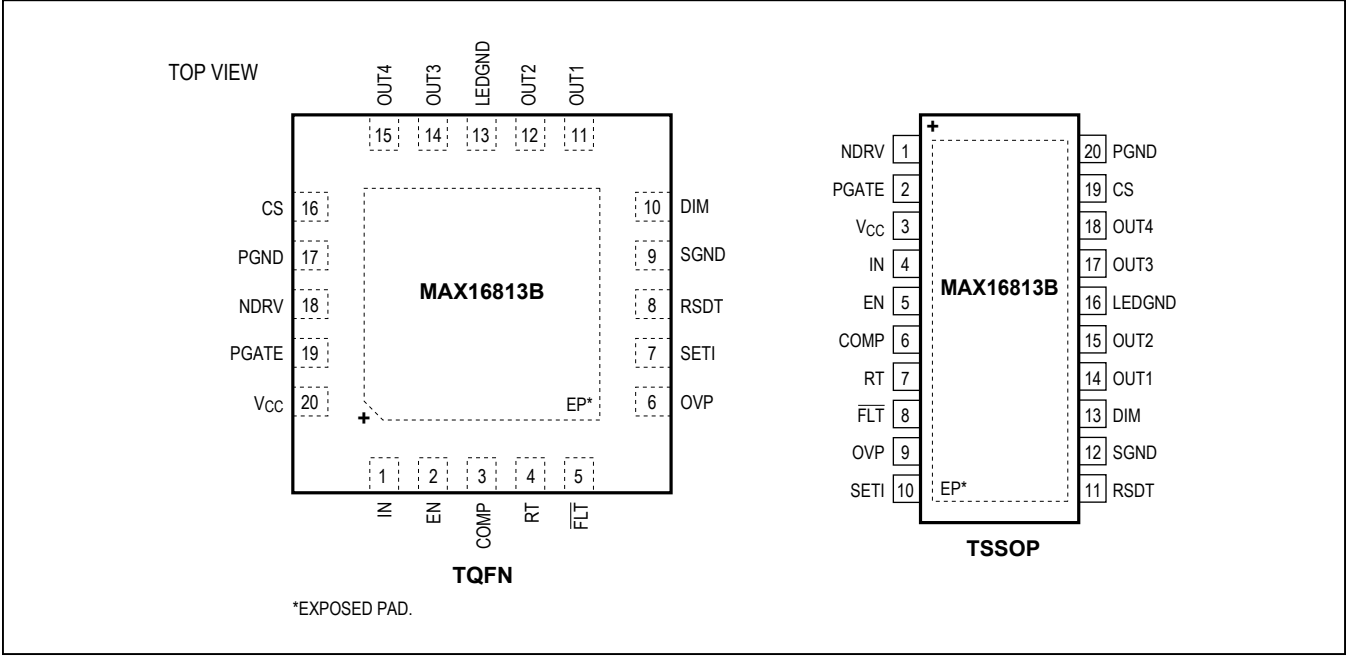 TOP VIEW
OUT4
OUT3
LEDGND
OUT2
OUT1
15
14
13
12
11
CS 16
PGND 17
NDRV 18
PGATE 19
VCC 20
10 DIM
9 SGND
8 RSDT
7 SETI
6 OVP
MAX16813B
EP*
+
1
2
3
4
5
IN
EN
COMP
RT
FLT
TQFN
*EXPOSED PAD.
+
NDRV 1
PGATE 2
VCC 3
IN 4
EN 5
COMP 6
RT 7
FLT 8
OVP 9
SETI 10
MAX16813B
EP*
20 PGND
19 CS
18 OUT4
17 OUT3
16 LEDGND
15 OUT2
14 OUT1
13 DIM
12 SGND
11 RSDT
TSSOP